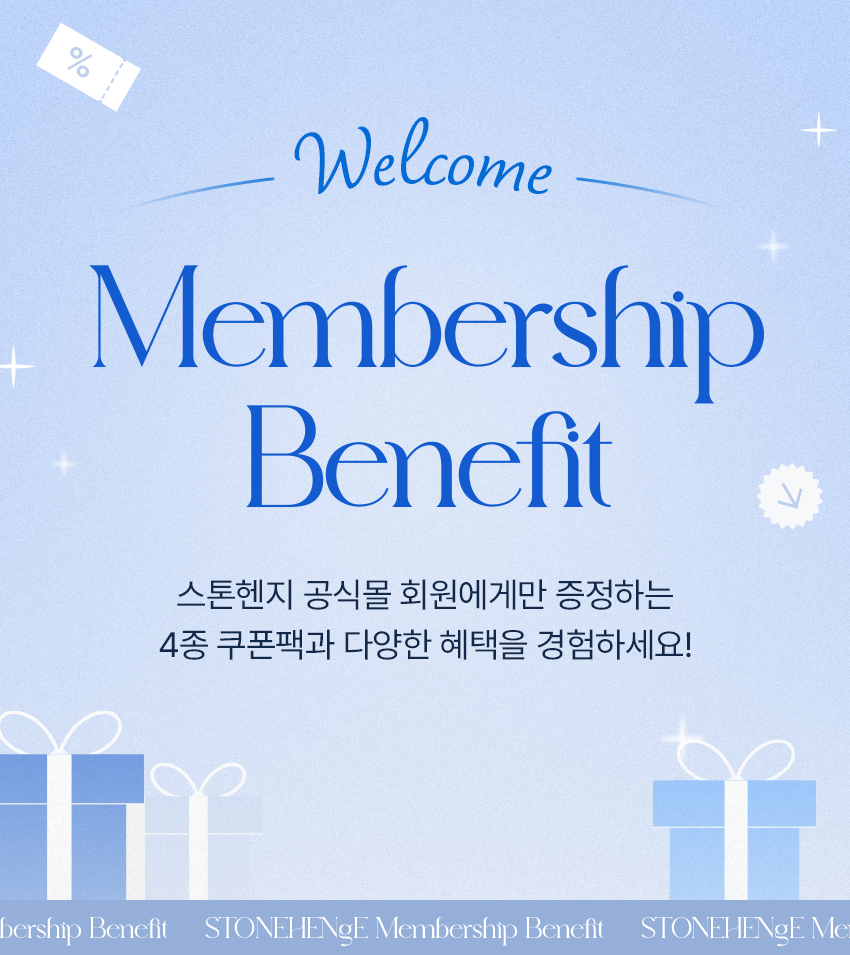 %
Welcome
Membership
Benefit
스톤헨지 공식몰 회원에게만 증정하는
4종 쿠폰팩과 다양한 혜택을 경험하세요!
bership Benefit STONEHENgE Membership Benefit STONEHENgE Me